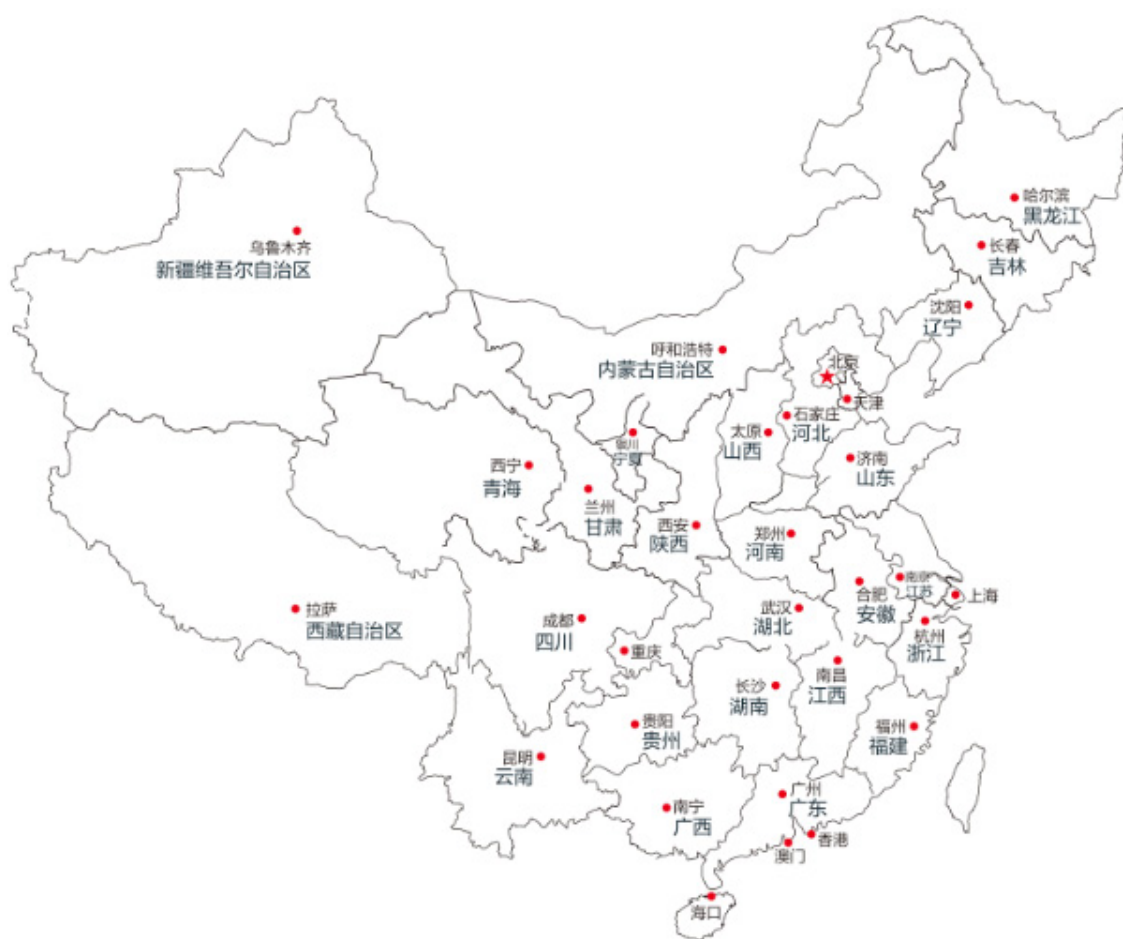 哈尔滨
黑龙江
乌鲁木齐
新疆维吾尔自治区
长春
吉林
沈阳
辽宁
呼和浩特
内蒙古自治区
北京
天津
石家庄
河北
太原
山西
银川
宁夏
济南
山东
西宁
青海
兰州
甘肃
西安
陕西
郑州
河南
南京
江苏
合肥
安徽
上海
拉萨
西藏自治区
成都
四川
武汉
湖北
杭州
浙江
重庆
南昌
江西
长沙
湖南
贵阳
贵州
福州
福建
昆明
云南
广州
广东
南宁
广西
香港
澳门
海口